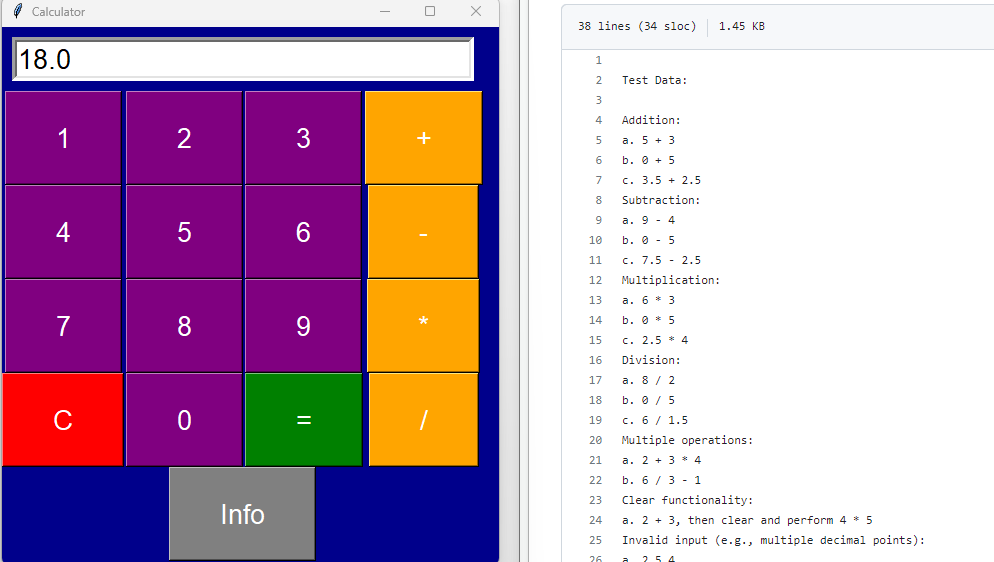 Calculator
18.0
1 2 3 +
4 5 6 -
7 8 9 *
C 0 = /
Info
38 lines (34 sloc) 1.45 KB
1
2 Test Data:
3
4 Addition:
5 a. 5 + 3
6 b. 0 + 5
7 c. 3.5 + 2.5
8 Subtraction:
9 a. 9 - 4
10 b. 0 - 5
11 c. 7.5 - 2.5
12 Multiplication:
13 a. 6 * 3
14 b. 0 * 5
15 c. 2.5 * 4
16 Division:
17 a. 8 / 2
18 b. 0 / 5
19 c. 6 / 1.5
20 Multiple operations:
21 a. 2 + 3 * 4
22 b. 6 / 3 - 1
23 Clear functionality:
24 a. 2 + 3, then clear and perform 4 * 5
25 Invalid input (e.g., multiple decimal points):
26 a. 2.5.4